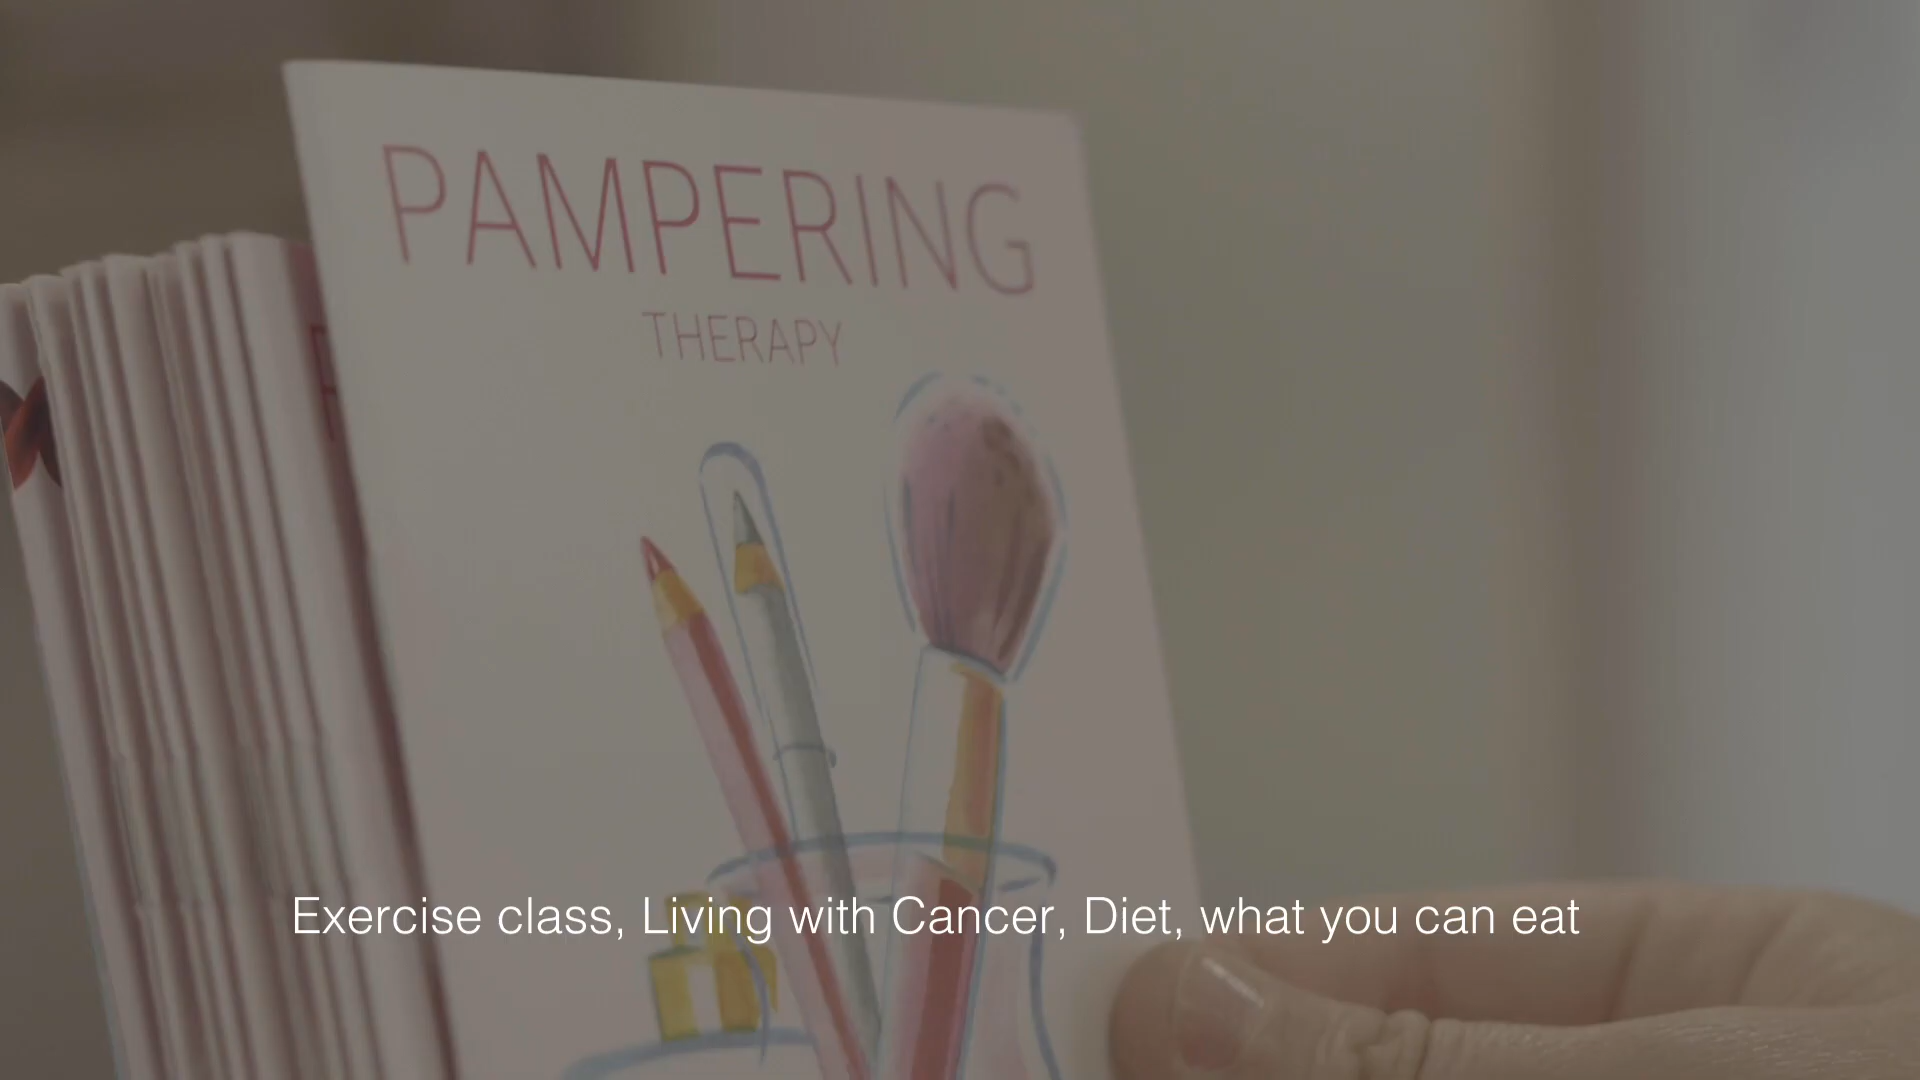 PAMPERING
THERAPY
Exercise class, Living with Cancer, Diet, what you can eat